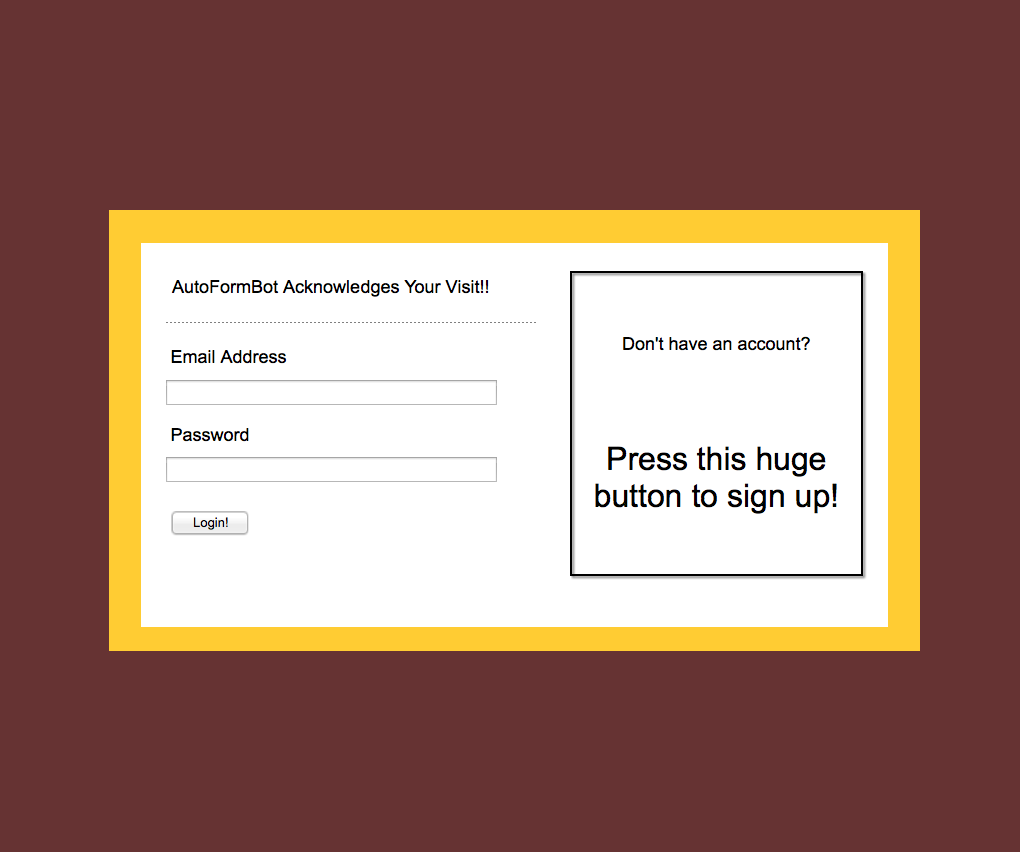 AutoFormBot Acknowledges Your Visit!!
Email Address
Password
Login!
Don't have an account?
Press this huge
button to sign up!